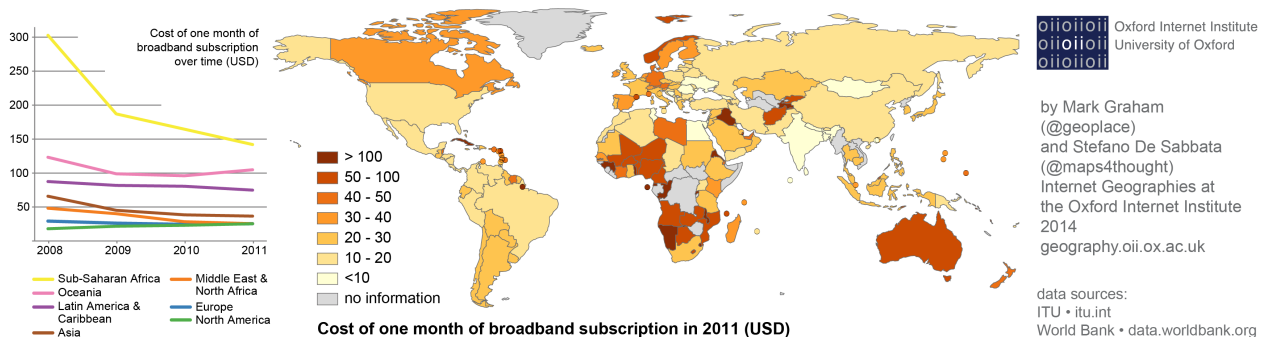 Cost of one month of
broadband subscription
over time (USD)
300
250
200
150
100
50
2008
2009
2010
2011
Sub-Saharan Africa
Oceania
Latin America &
Caribbean
Asia
Middle East &
North Africa
Europe
North America
> 100
50 - 100
40 - 50
30 - 40
20 - 30
10 - 20
<10
no information
Cost of one month of broadband subscription in 2011 (USD)
oiioiioii
oiioiioii
oiioiioii
Oxford Internet Institute
University of Oxford
by Mark Graham
(@geoplace)
and Stefano De Sabbata
(@maps4thought)
Internet Geographies at
the Oxford Internet Institute
2014
geography.oii.ox.ac.uk
data sources:
ITU • itu.int
World Bank • data.worldbank.org